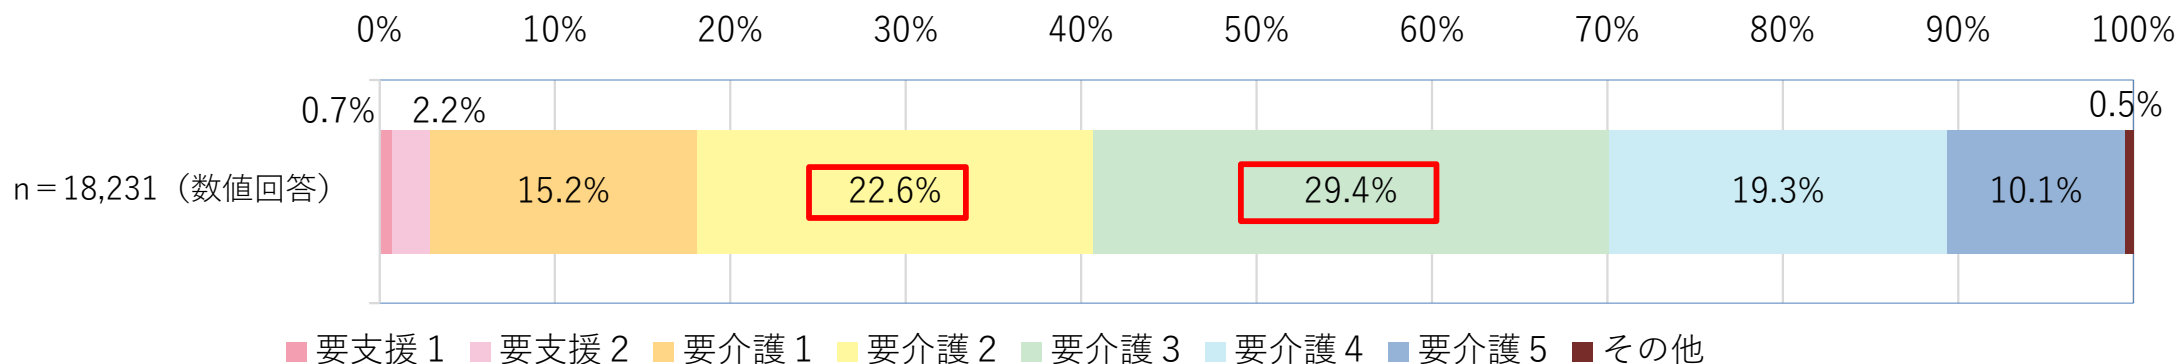 0% 10% 20% 30% 40% 50% 60% 70% 80% 90% 100%
0.7% 2.2% 0.5%
n＝18,231（数値回答） 15.2% 22.6% 29.4% 19.3% 10.1%
要支援１ 要支援２ 要介護１ 要介護２ 要介護３ 要介護４ 要介護５ その他